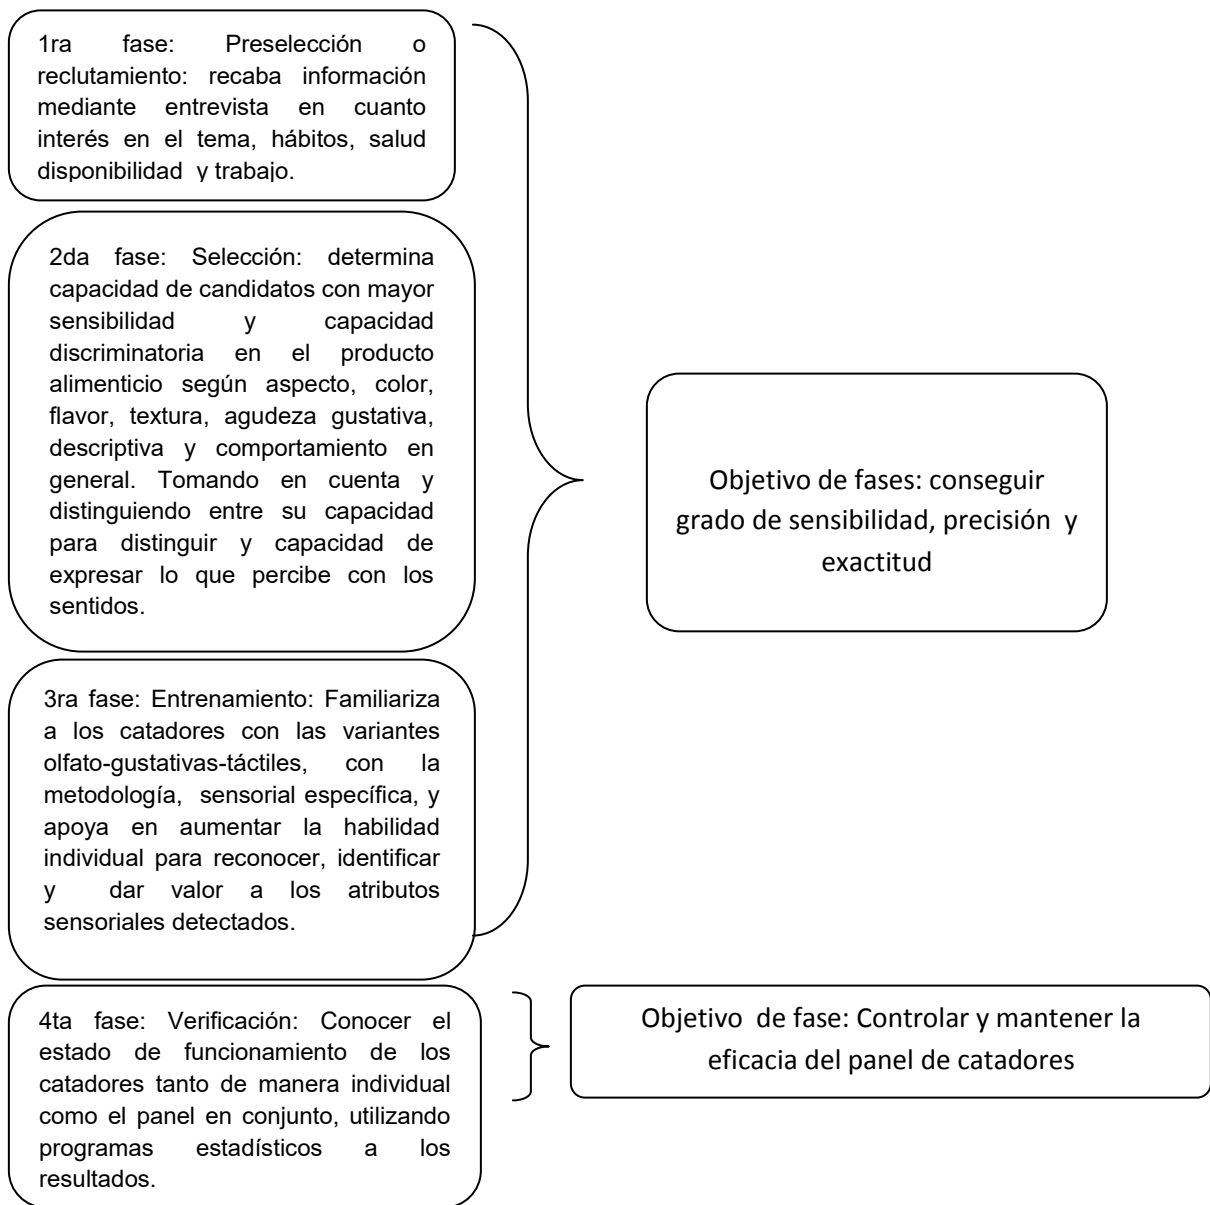 1ra fase: Preselección o
reclutamiento: recaba información
mediante entrevista en cuanto
interés en el tema, hábitos, salud
disponibilidad y trabajo.
2da fase: Selección: determina
capacidad de candidatos con mayor
sensibilidad y capacidad
discriminatoria en el producto
alimenticio según aspecto, color,
flavor, textura, agudeza gustativa,
descriptiva y comportamiento en
general. Tomando en cuenta y
distinguiendo entre su capacidad
para distinguir y capacidad de
expresar lo que percibe con los
sentidos.
3ra fase: Entrenamiento: Familiariza
a los catadores con las variantes
olfato-gustativas-táctiles, con la
metodología, sensorial específica, y
apoya en aumentar la habilidad
individual para reconocer, identificar
y dar valor a los atributos
sensoriales detectados.
Objetivo de fases: conseguir
grado de sensibilidad, precisión y
exactitud
4ta fase: Verificación: Conocer el
estado de funcionamiento de los
catadores tanto de manera individual
como el panel en conjunto, utilizando
programas estadísticos a los
resultados.
Objetivo de fase: Controlar y mantener la
eficacia del panel de catadores